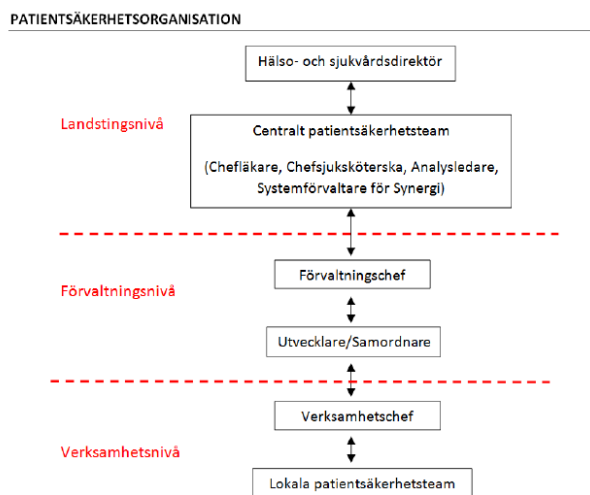 PATIENTSÄKERHETSORGANISATION
Hälso- och sjukvårdsdirektör
Landstingsnivå
Centralt patientsäkerhetsteam
(Chefläkare, Chefsjuksköterska, Analysledare,
Systemförvaltare för Synergi)
Förvaltningschef
Förvaltningsnivå
Utvecklare/Samordnare
Verksamhetschef
Verksamhetsnivå
Lokala patientsäkerhetsteam